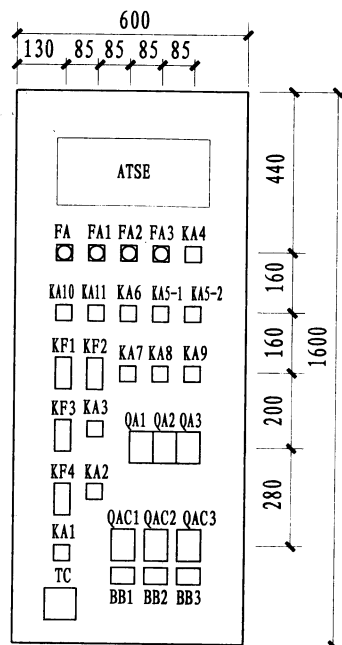 600
130 85 85 85 85
ATSE
440
FA FA1 FA2 FA3 KA4
160
KA10 KA11 KA6 KA5-1 KA5-2
160
1600
KF1 KF2 KA7 KA8 KA9
200
KF3 KA3 QA1 QA2 QA3
280
KF4 KA2
QAC1 QAC2 QAC3
KA1
TC
BB1 BB2 BB3